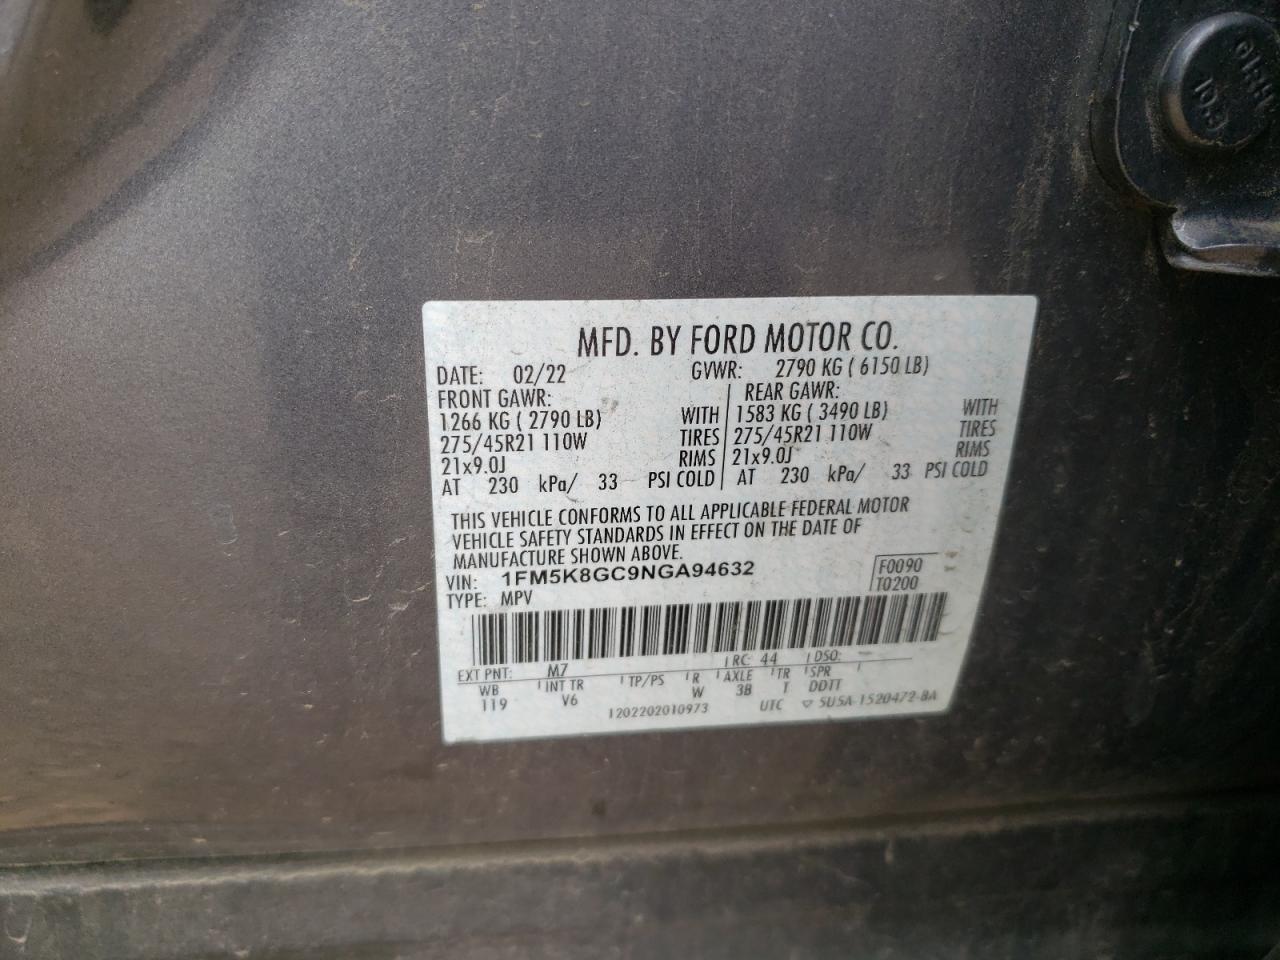 GRH
10.9
MFD. BY FORD MOTOR CO.
DATE: 02/22 GVWR: 2790 KG ( 6150 LB)
FRONT GAWR: REAR GAWR:
1266 KG ( 2790 LB) WITH 1583 KG ( 3490 LB) WITH
275/45R21 110W TIRES 275/45R21 110W TIRES
21x9.0J RIMS 21x9.0J RIMS
AT 230 kPa/ 33 PSI COLD AT 230 kPa/ 33 PSI COLD
THIS VEHICLE CONFORMS TO ALL APPLICABLE FEDERAL MOTOR
VEHICLE SAFETY STANDARDS IN EFFECT ON THE DATE OF
MANUFACTURE SHOWN ABOVE.
VIN: 1FM5K8GC9NGA94632 F0090
TYPE: MPV T0200
EXT PNT: M7 RC: 44 DSO:
WB INT TR TP/PS R AXLE TR SPR
119 V6 W 3B T DDTT
1202202010973 UTC ▽ 5U5A-1520472-BA